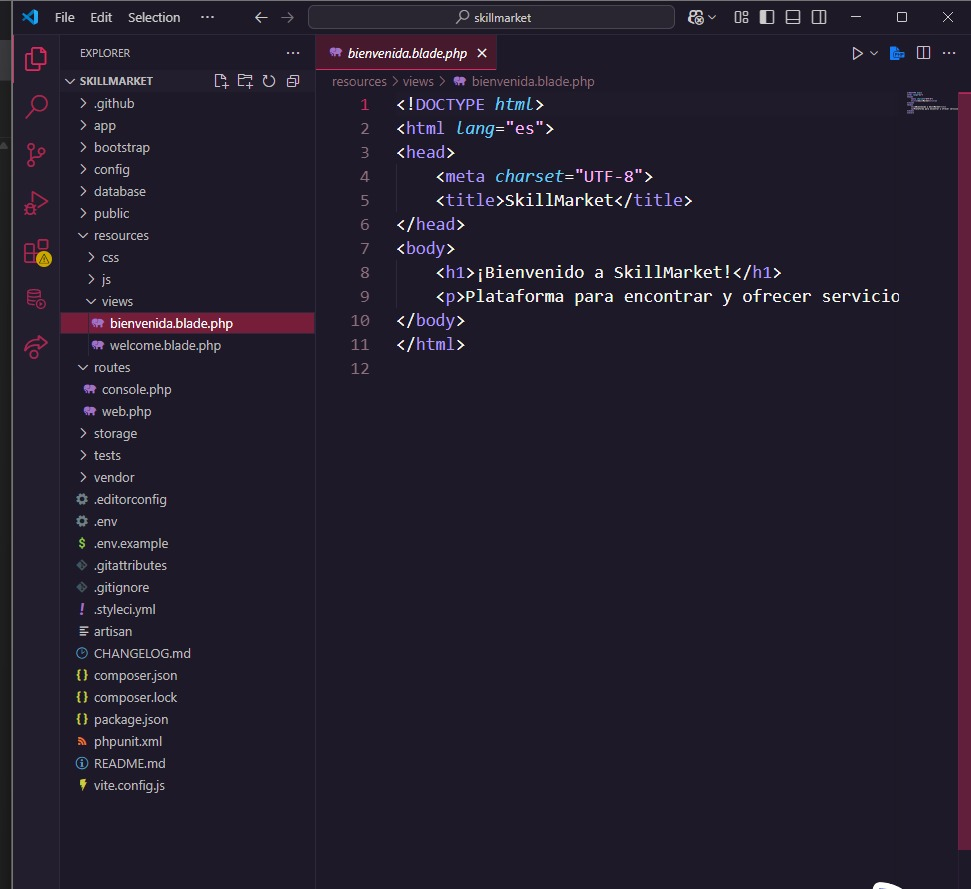 File Edit Selection ··· skillmarket
EXPLORER ···
SKILLMARKET
.github
app
bootstrap
config
database
public
resources
css
js
views
bienvenida.blade.php
welcome.blade.php
routes
console.php
web.php
storage
tests
vendor
.editorconfig
.env
$ .env.example
.gitattributes
.gitignore
! .styleci.yml
artisan
CHANGELOG.md
{} composer.json
{} composer.lock
{} package.json
phpunit.xml
README.md
vite.config.js
bienvenida.blade.php
resources > views > bienvenida.blade.php
1 <!DOCTYPE html>
2 <html lang="es">
3 <head>
4 <meta charset="UTF-8">
5 <title>SkillMarket</title>
6 </head>
7 <body>
8 <h1>¡Bienvenido a SkillMarket!</h1>
9 <p>Plataforma para encontrar y ofrecer servicio
10 </body>
11 </html>
12